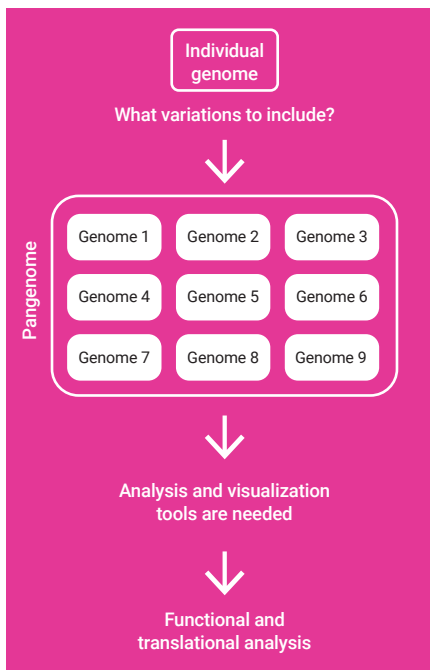 Individual
genome
What variations to include?
Pangenome
Genome 1
Genome 2
Genome 3
Genome 4
Genome 5
Genome 6
Genome 7
Genome 8
Genome 9
Analysis and visualization
tools are needed
Functional and
translational analysis